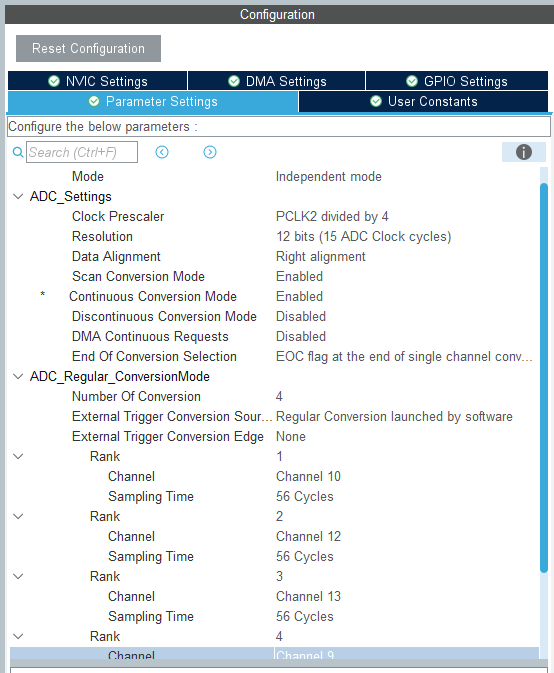 Configuration
Reset Configuration
NVIC Settings DMA Settings GPIO Settings
Parameter Settings User Constants
Configure the below parameters :
Search (Ctrl+F)
Mode Independent mode
ADC_Settings
Clock Prescaler PCLK2 divided by 4
Resolution 12 bits (15 ADC Clock cycles)
Data Alignment Right alignment
Scan Conversion Mode Enabled
* Continuous Conversion Mode Enabled
Discontinuous Conversion Mode Disabled
DMA Continuous Requests Disabled
End Of Conversion Selection EOC flag at the end of single channel conv...
ADC_Regular_ConversionMode
Number Of Conversion 4
External Trigger Conversion Sour... Regular Conversion launched by software
External Trigger Conversion Edge None
Rank 1
Channel Channel 10
Sampling Time 56 Cycles
Rank 2
Channel Channel 12
Sampling Time 56 Cycles
Rank 3
Channel Channel 13
Sampling Time 56 Cycles
Rank 4
Channel Channel 9